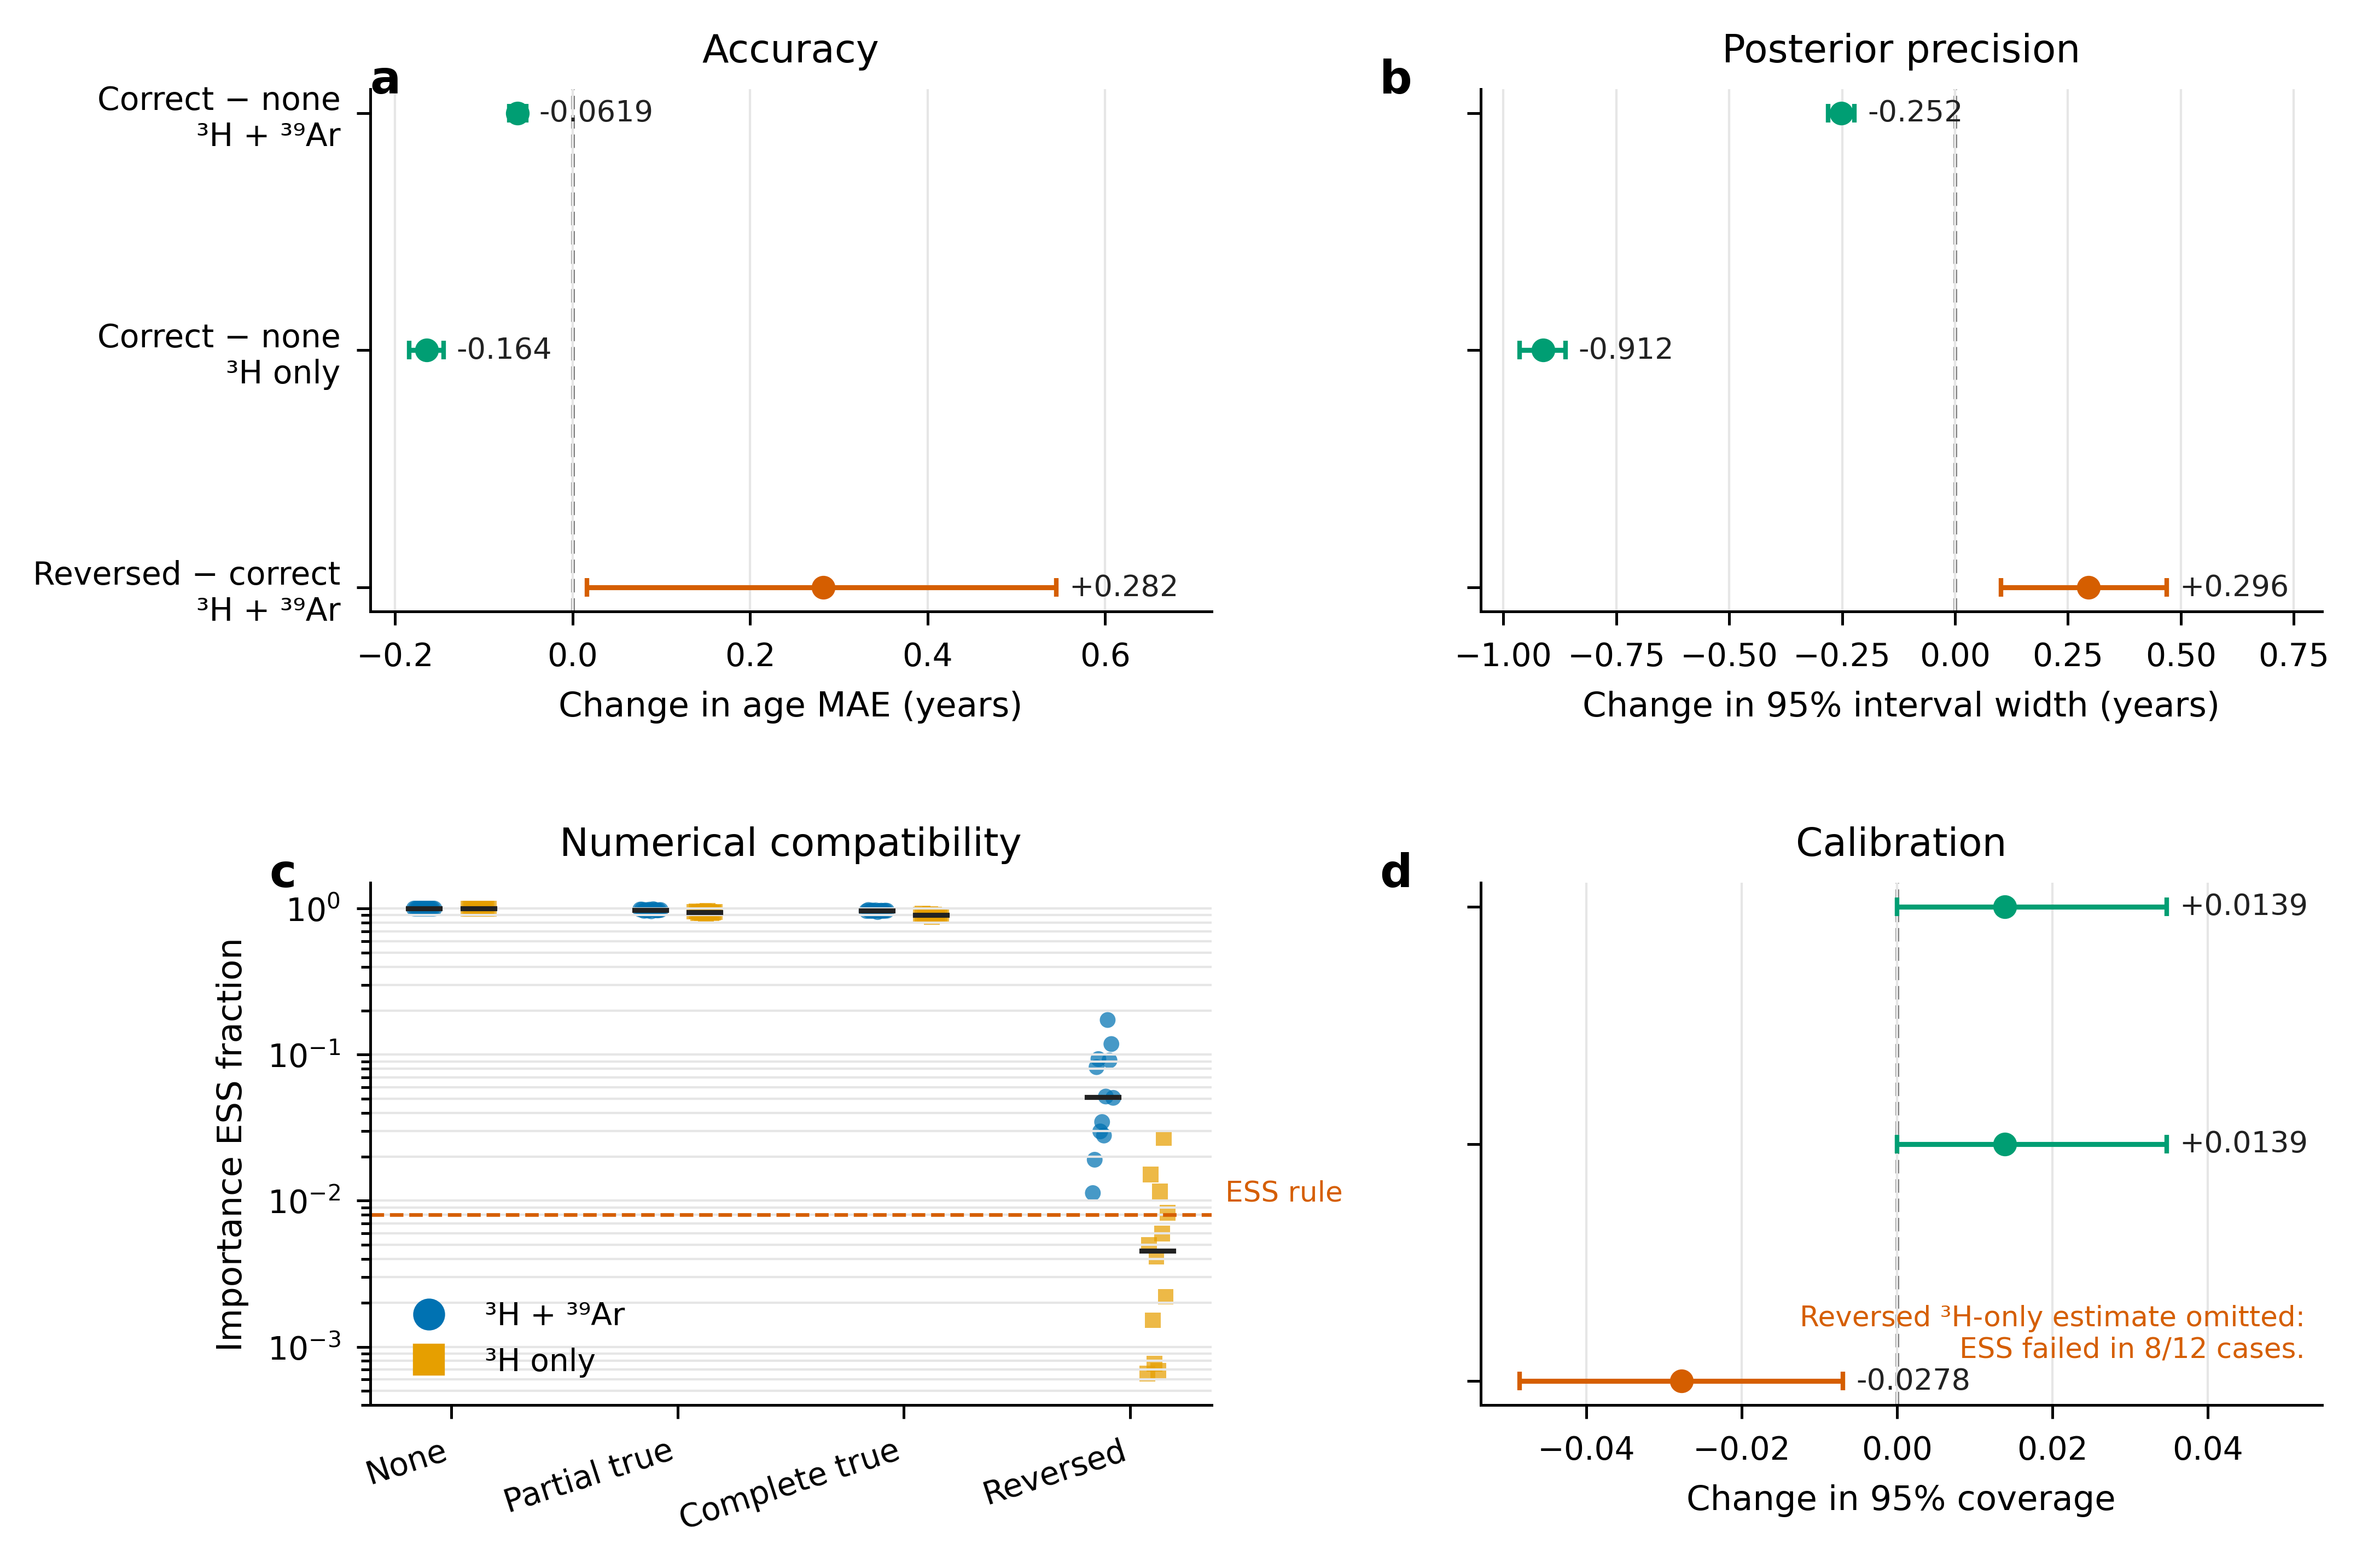 Accuracy
a
Correct − none
³H + ³⁹Ar
-0.0619
Correct − none
³H only
-0.164
Reversed − correct
³H + ³⁹Ar
+0.282
−0.2 0.0 0.2 0.4 0.6
Change in age MAE (years)
Posterior precision
b
-0.252
-0.912
+0.296
−1.00 −0.75 −0.50 −0.25 0.00 0.25 0.50 0.75
Change in 95% interval width (years)
Numerical compatibility
c
Importance ESS fraction
10⁰
10⁻¹
10⁻²
10⁻³
ESS rule
³H + ³⁹Ar
³H only
None Partial true Complete true Reversed
Calibration
d
+0.0139
+0.0139
Reversed ³H-only estimate omitted:
ESS failed in 8/12 cases.
-0.0278
−0.04 −0.02 0.00 0.02 0.04
Change in 95% coverage